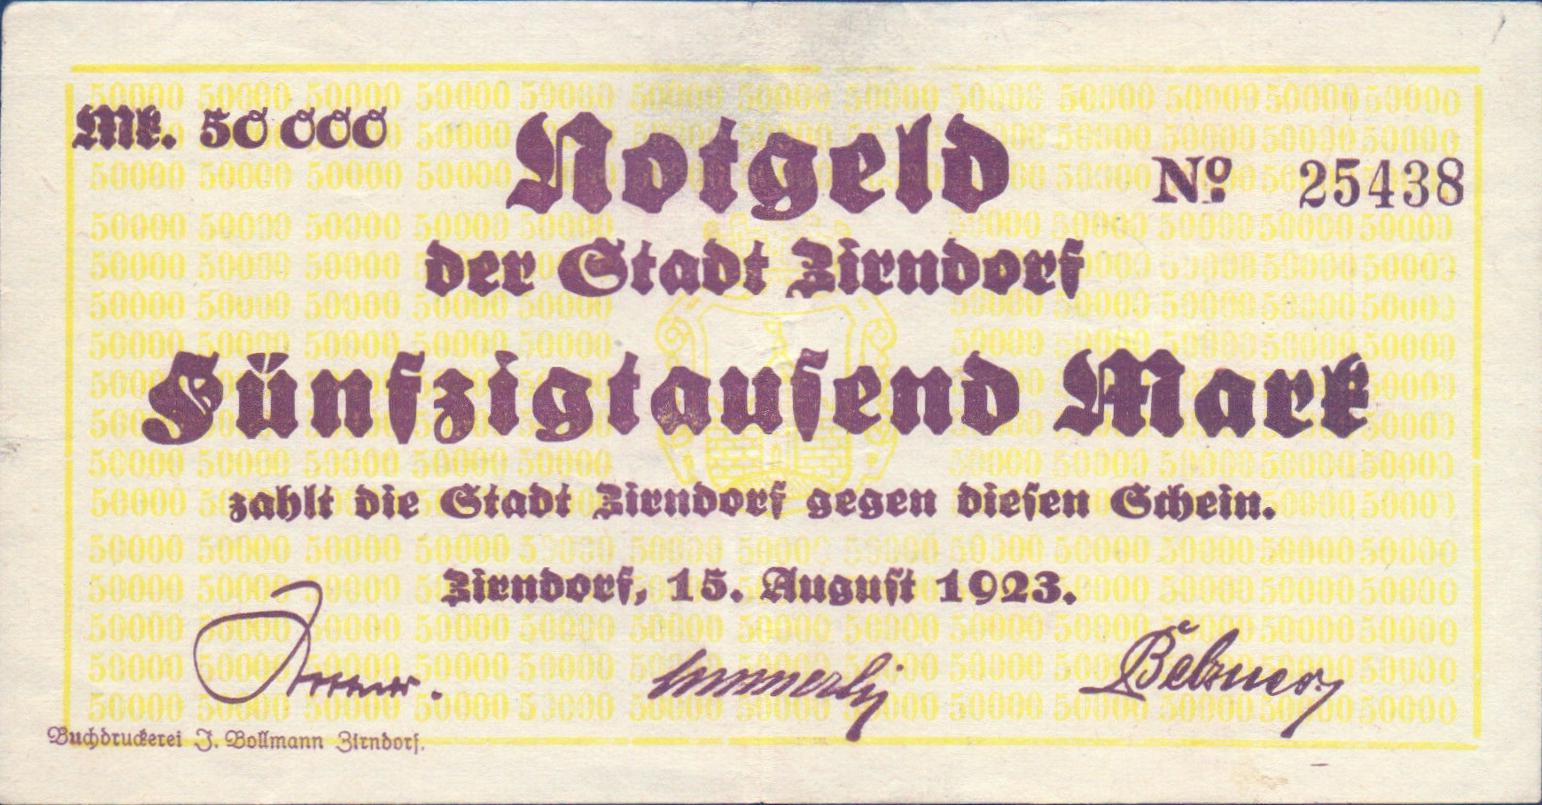 Mk. 50 000
Notgeld
No 25438
der Stadt Zirndorf
Fünfzigtausend Mark
zahlt die Stadt Zirndorf gegen diesen Schein.
Zirndorf, 15. August 1923.
Buchdruckerei J. Bollmann Zirndorf.